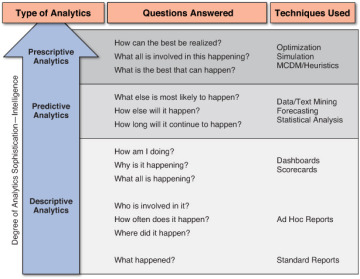 Type of Analytics
Questions Answered
Techniques Used
Degree of Analytics Sophistication—Intelligence
Prescriptive
Analytics
How can the best be realized?
What all is involved in this happening?
What is the best that can happen?
Optimization
Simulation
MCDM/Heuristics
Predictive
Analytics
What else is most likely to happen?
How else will it happen?
How long will it continue to happen?
Data/Text Mining
Forecasting
Statistical Analysis
Descriptive
Analytics
How am I doing?
Why is it happening?
What all is happening?
Dashboards
Scorecards
Who is involved in it?
How often does it happen?
Where did it happen?
Ad Hoc Reports
What happened?
Standard Reports